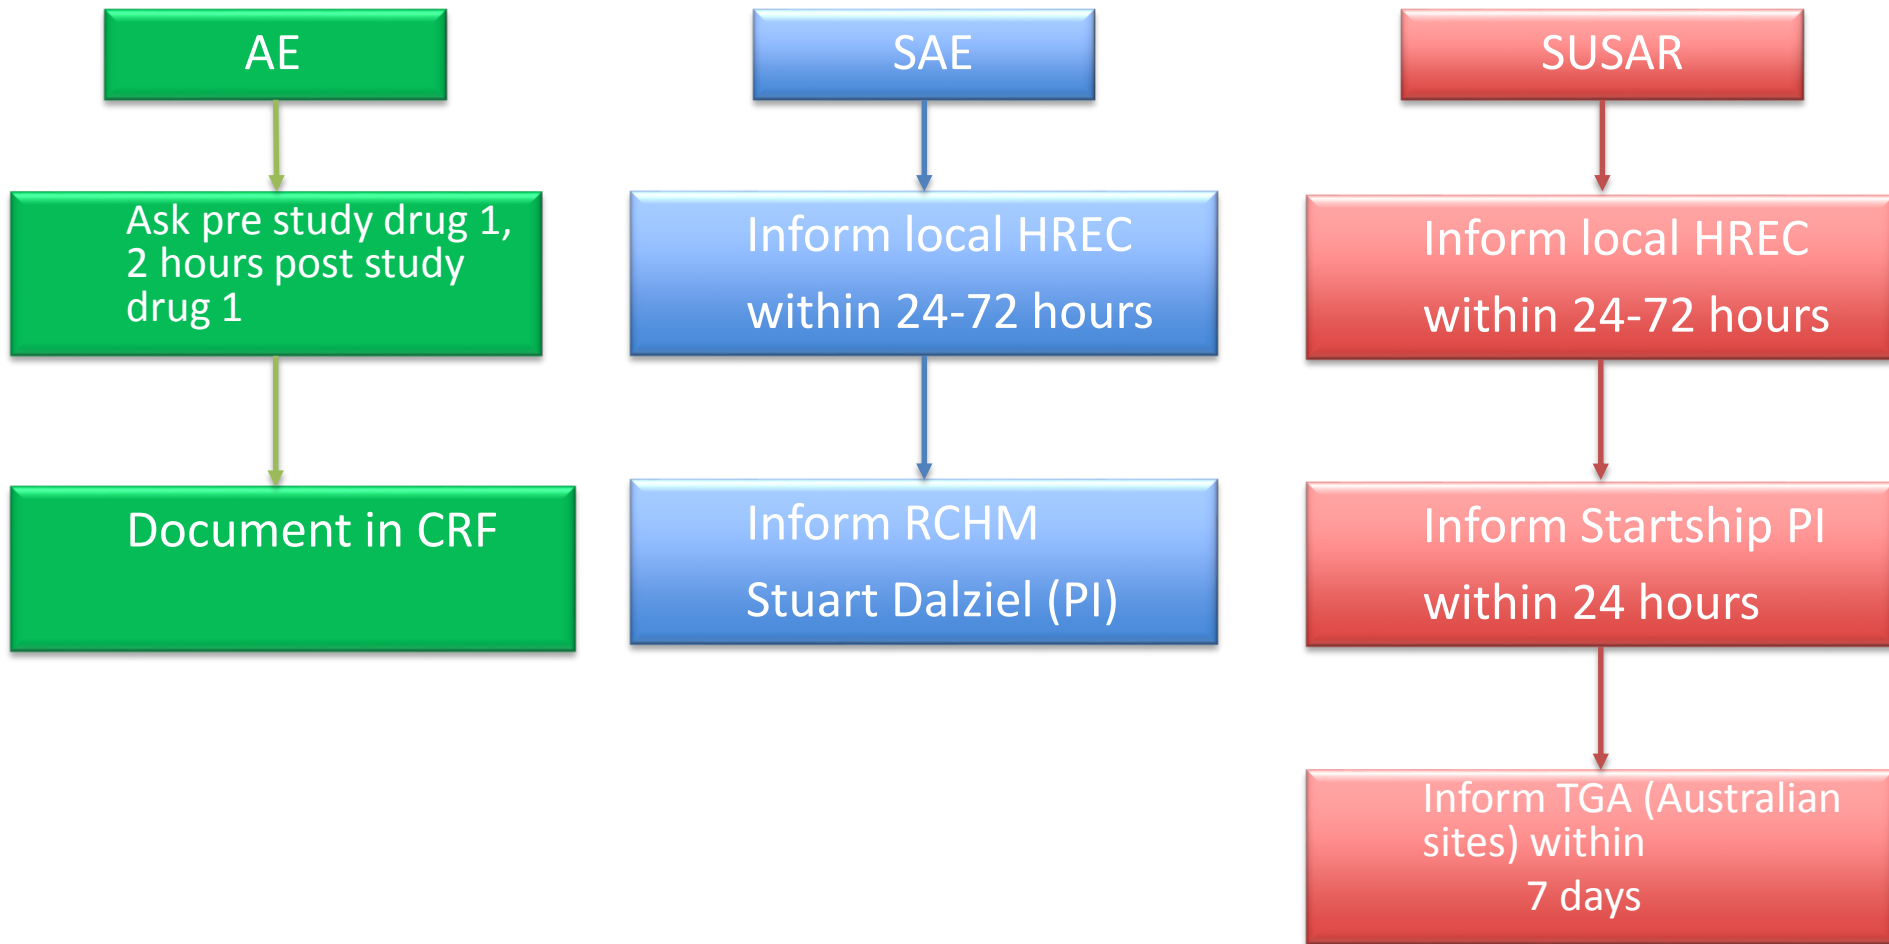 AE
Ask pre study drug 1,
2 hours post study
drug 1
Document in CRF
SAE
Inform local HREC
within 24-72 hours
Inform RCHM
Stuart Dalziel (PI)
SUSAR
Inform local HREC
within 24-72 hours
Inform Startship PI
within 24 hours
Inform TGA (Australian
sites) within
7 days